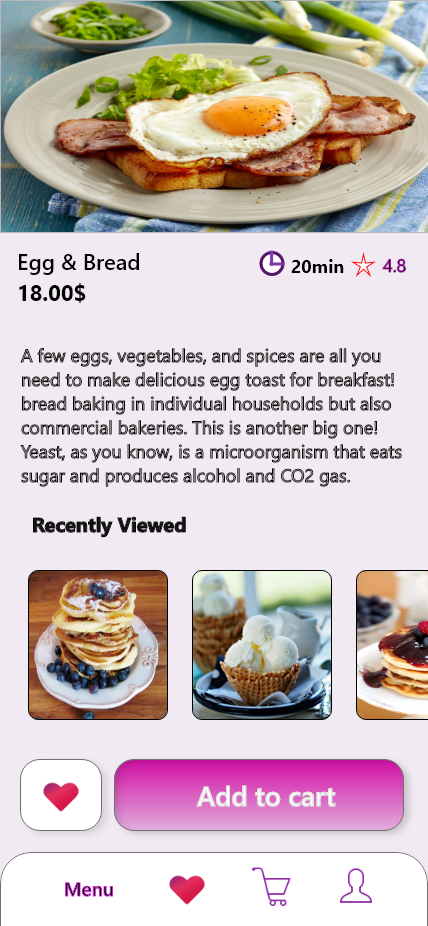 Egg & Bread
20min
4.8
18.00$
A few eggs, vegetables, and spices are all you
need to make delicious egg toast for breakfast!
bread baking in individual households but also
commercial bakeries. This is another big one!
Yeast, as you know, is a microorganism that eats
sugar and produces alcohol and CO2 gas.
Recently Viewed
Add to cart
Menu